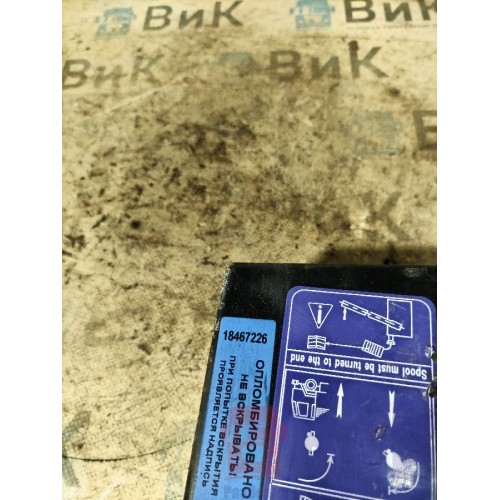 ВиК
ВиК
ВиК
ВиК
18467226
ОПЛОМБИРОВАНО
НЕ ВСКРЫВАТЬ!
ПРИ ПОПЫТКЕ ВСКРЫТИЯ
ПРОЯВЛЯЕТСЯ НАДПИСЬ
Spool must be turned to the end